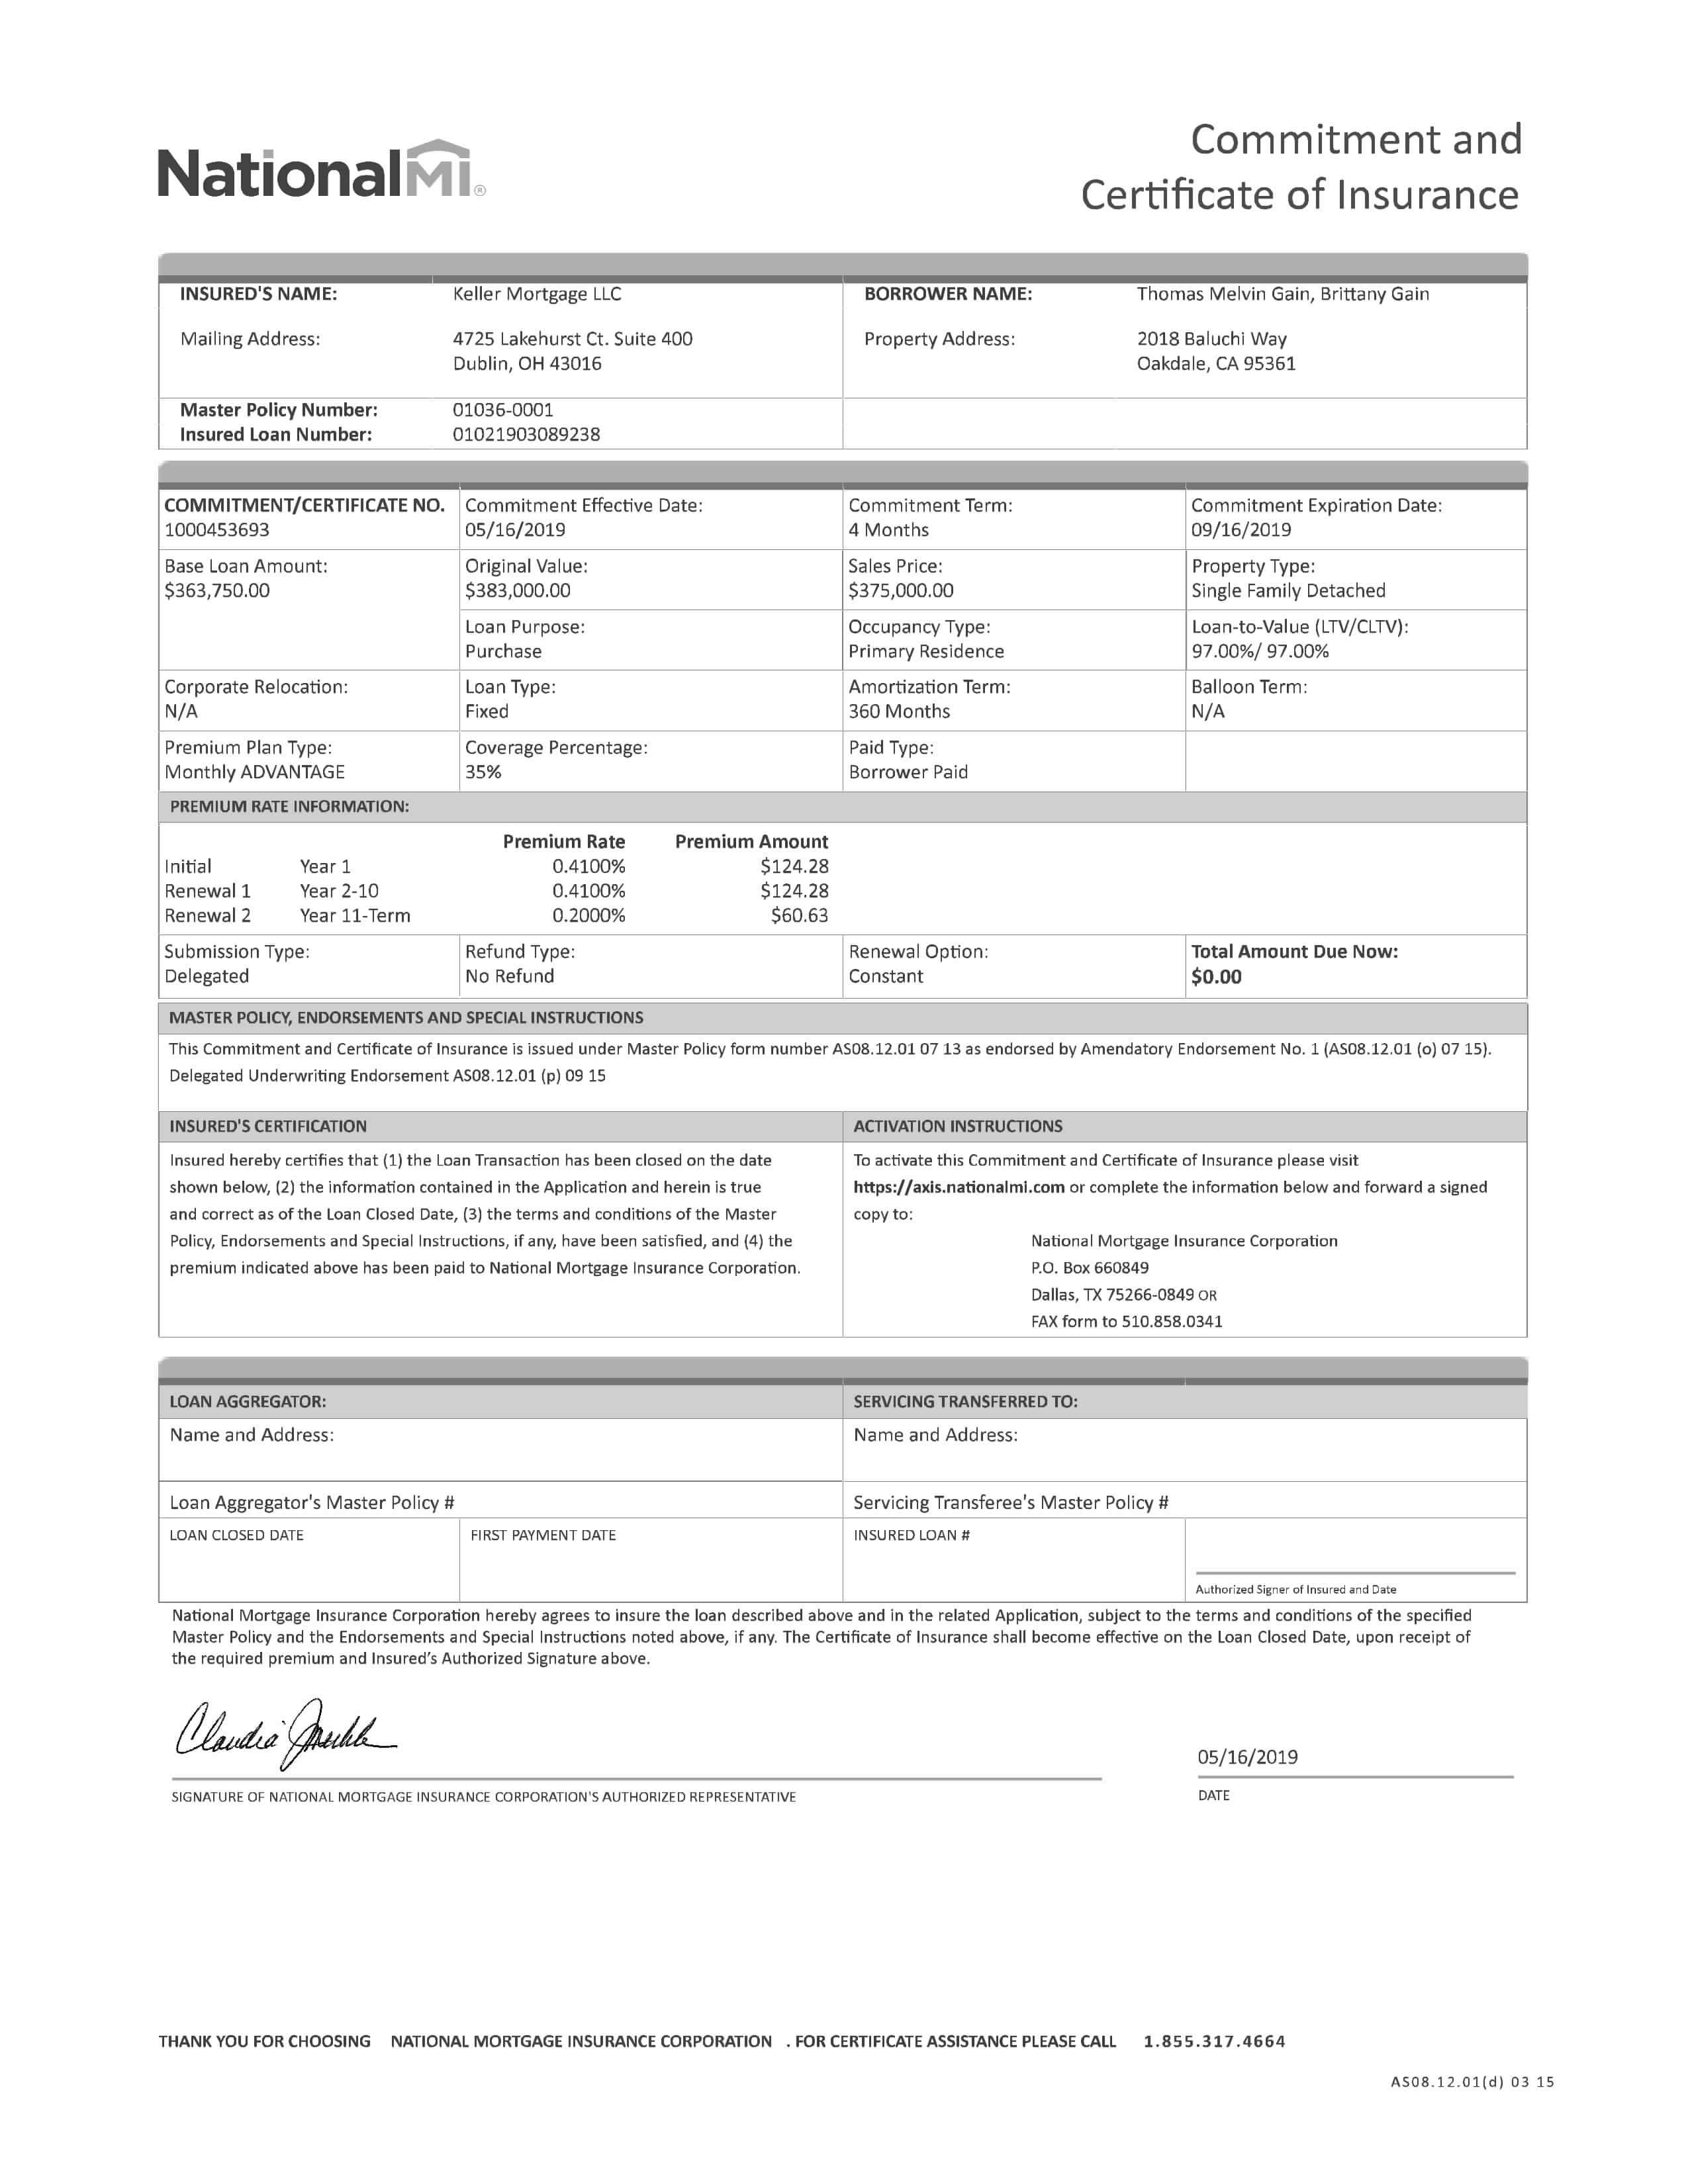 NationalMI®
Commitment and
Certificate of Insurance
INSURED'S NAME: Keller Mortgage LLC BORROWER NAME: Thomas Melvin Gain, Brittany Gain
Mailing Address: 4725 Lakehurst Ct. Suite 400 Property Address: 2018 Baluchi Way
Dublin, OH 43016 Oakdale, CA 95361
Master Policy Number: 01036-0001
Insured Loan Number: 01021903089238
COMMITMENT/CERTIFICATE NO. Commitment Effective Date: Commitment Term: Commitment Expiration Date:
1000453693 05/16/2019 4 Months 09/16/2019
Base Loan Amount: Original Value: Sales Price: Property Type:
$363,750.00 $383,000.00 $375,000.00 Single Family Detached
Loan Purpose: Occupancy Type: Loan-to-Value (LTV/CLTV):
Purchase Primary Residence 97.00%/ 97.00%
Corporate Relocation: Loan Type: Amortization Term: Balloon Term:
N/A Fixed 360 Months N/A
Premium Plan Type: Coverage Percentage: Paid Type:
Monthly ADVANTAGE 35% Borrower Paid
PREMIUM RATE INFORMATION:
Premium Rate Premium Amount
Initial Year 1 0.4100% $124.28
Renewal 1 Year 2-10 0.4100% $124.28
Renewal 2 Year 11-Term 0.2000% $60.63
Submission Type: Refund Type: Renewal Option: Total Amount Due Now:
Delegated No Refund Constant $0.00
MASTER POLICY, ENDORSEMENTS AND SPECIAL INSTRUCTIONS
This Commitment and Certificate of Insurance is issued under Master Policy form number AS08.12.01 07 13 as endorsed by Amendatory Endorsement No. 1 (AS08.12.01 (o) 07 15).
Delegated Underwriting Endorsement AS08.12.01 (p) 09 15
INSURED'S CERTIFICATION
Insured hereby certifies that (1) the Loan Transaction has been closed on the date
shown below, (2) the information contained in the Application and herein is true
and correct as of the Loan Closed Date, (3) the terms and conditions of the Master
Policy, Endorsements and Special Instructions, if any, have been satisfied, and (4) the
premium indicated above has been paid to National Mortgage Insurance Corporation.
ACTIVATION INSTRUCTIONS
To activate this Commitment and Certificate of Insurance please visit
https://axis.nationalmi.com or complete the information below and forward a signed
copy to:
National Mortgage Insurance Corporation
P.O. Box 660849
Dallas, TX 75266-0849 OR
FAX form to 510.858.0341
LOAN AGGREGATOR: SERVICING TRANSFERRED TO:
Name and Address: Name and Address:
Loan Aggregator's Master Policy # Servicing Transferee's Master Policy #
LOAN CLOSED DATE FIRST PAYMENT DATE INSURED LOAN #
Authorized Signer of Insured and Date
National Mortgage Insurance Corporation hereby agrees to insure the loan described above and in the related Application, subject to the terms and conditions of the specified
Master Policy and the Endorsements and Special Instructions noted above, if any. The Certificate of Insurance shall become effective on the Loan Closed Date, upon receipt of
the required premium and Insured's Authorized Signature above.
Claudia
05/16/2019
SIGNATURE OF NATIONAL MORTGAGE INSURANCE CORPORATION'S AUTHORIZED REPRESENTATIVE DATE
THANK YOU FOR CHOOSING NATIONAL MORTGAGE INSURANCE CORPORATION . FOR CERTIFICATE ASSISTANCE PLEASE CALL 1.855.317.4664
AS08.12.01(d) 03 15